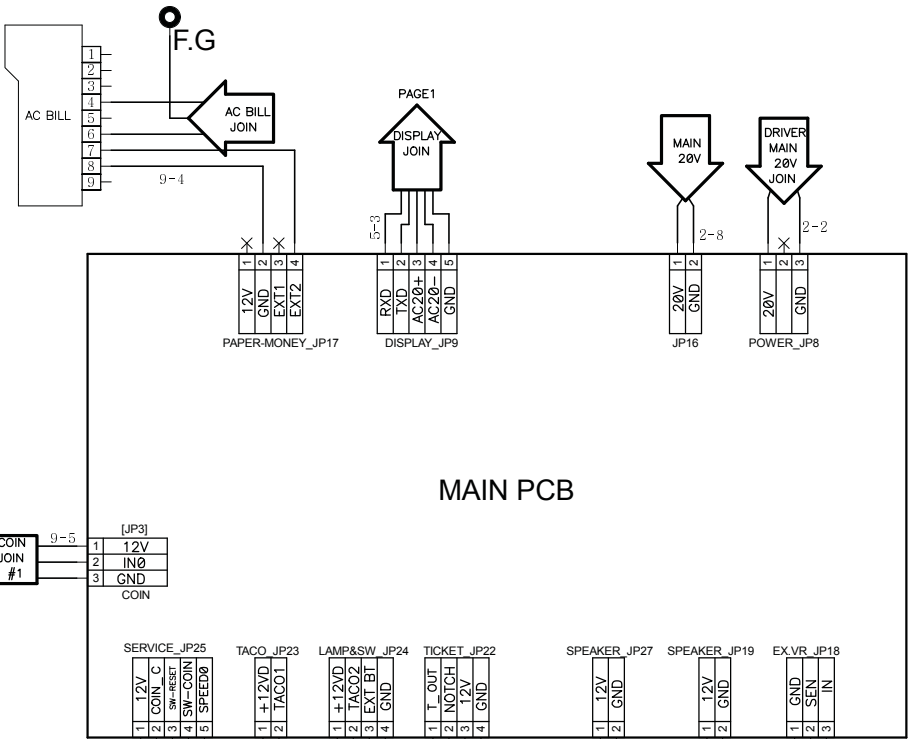 F.G
1
2
3
4
5
6
7
8
9
AC BILL
AC BILL
JOIN
9-4
PAGE1
DISPLAY
JOIN
5-3
MAIN
20V
2-8
DRIVER
MAIN
20V
JOIN
2-2
1 2 3 4
12V
GND
EXT1
EXT2
PAPER-MONEY_JP17
1 2 3 4 5
RXD
TXD
AC20+
AC20-
GND
DISPLAY_JP9
1 2
20V
GND
JP16
1 2 3
20V
GND
POWER_JP8
MAIN PCB
COIN
JOIN
#1
9-5
[JP3]
1 12V
2 IN0
3 GND
COIN
SERVICE_JP25
12V
COIN_C
SW-RESET
SW-COIN
SPEED0
1 2 3 4 5
TACO_JP23
+12VD
TACO1
1 2
LAMP&SW_JP24
+12VD
TACO2
EXT BT
GND
1 2 3 4
TICKET_JP22
T_OUT
NOTCH
12V
GND
1 2 3 4
SPEAKER_JP27
12V
GND
1 2
SPEAKER_JP19
12V
GND
1 2
EX.VR_JP18
GND
SEN
IN
1 2 3